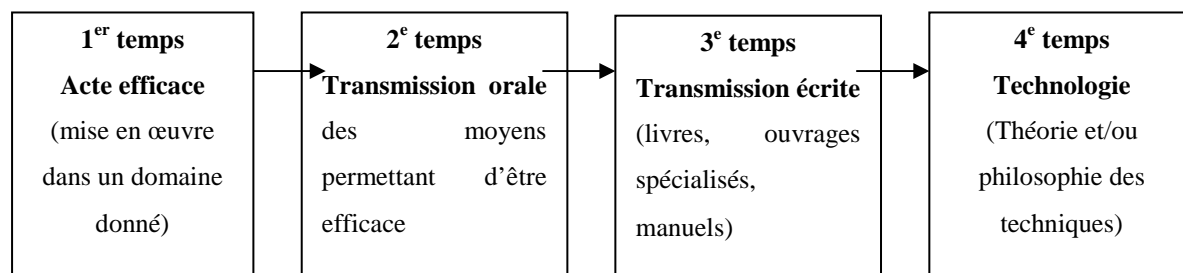 1er temps
Acte efficace
(mise en œuvre
dans un domaine
donné)
2e temps
Transmission orale
des moyens
permettant d’être
efficace
3e temps
Transmission écrite
(livres, ouvrages
spécialisés,
manuels)
4e temps
Technologie
(Théorie et/ou
philosophie des
techniques)